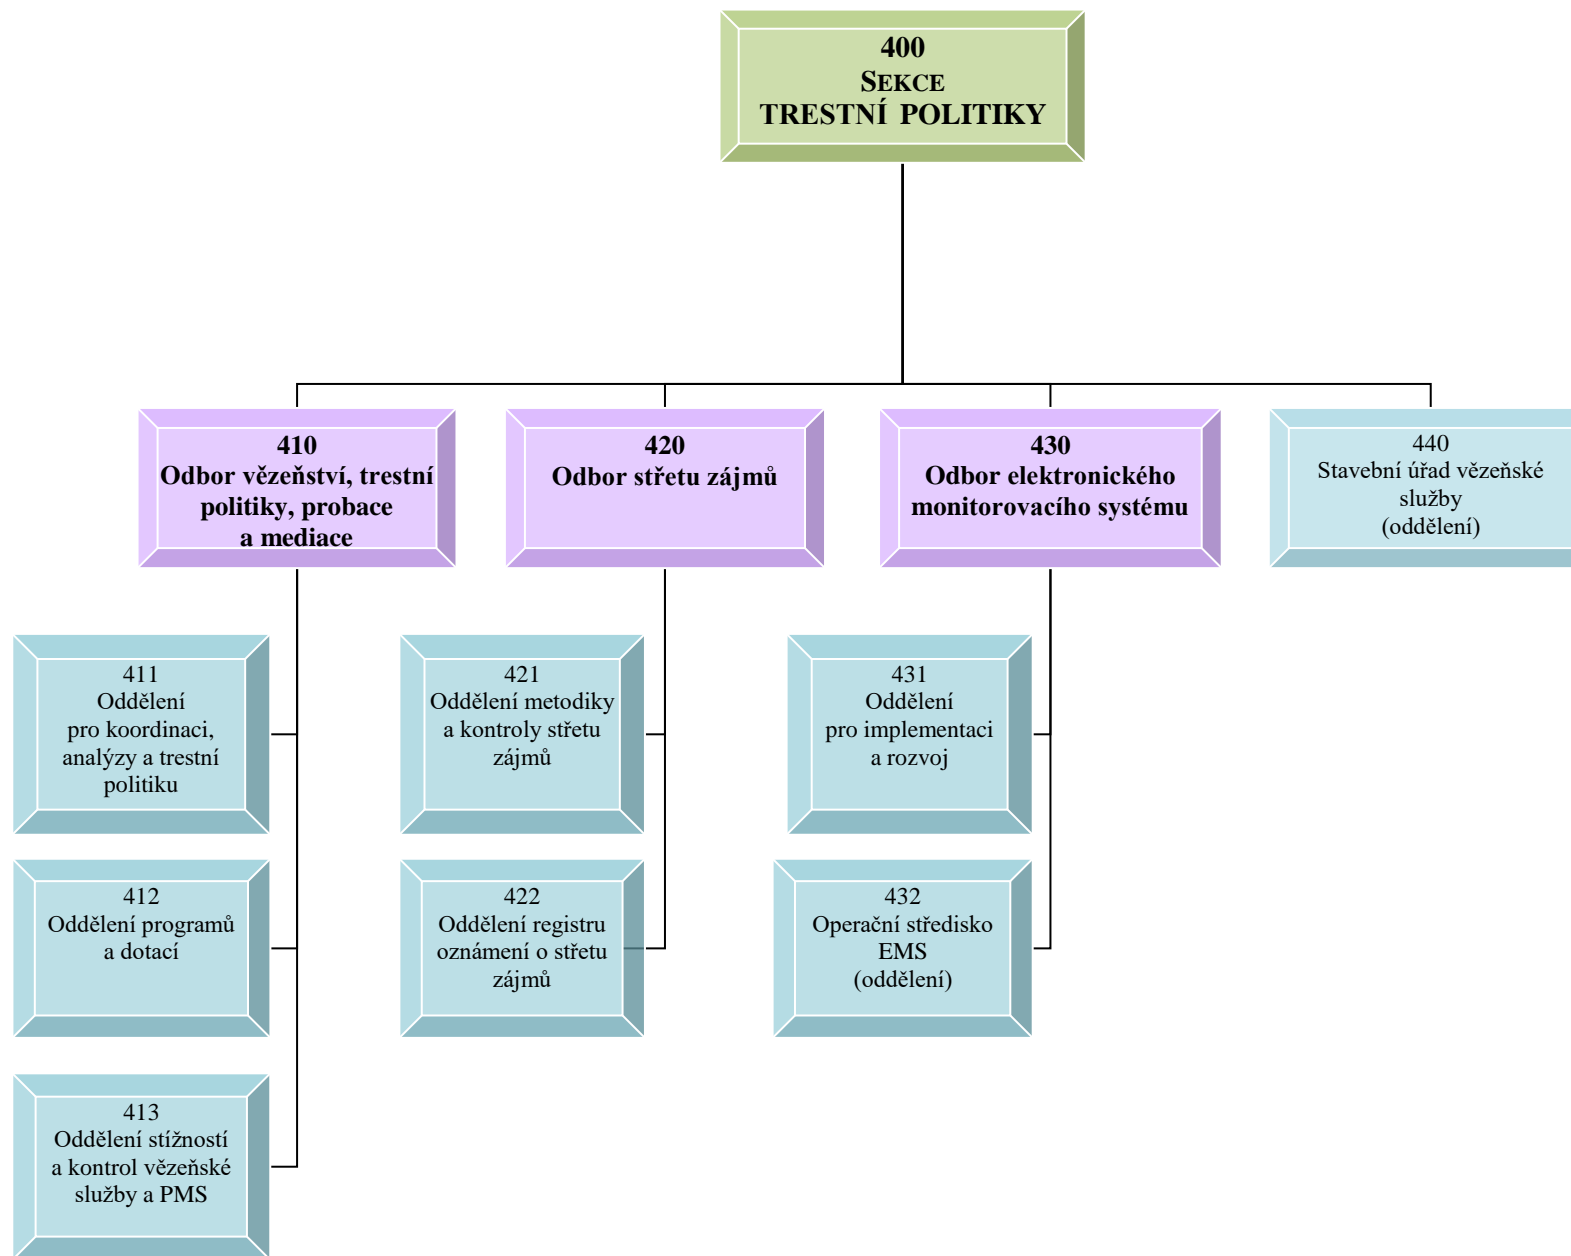 400
SEKCE
TRESTNÍ POLITIKY
410
Odbor vězeňství, trestní
politiky, probace
a mediace
420
Odbor střetu zájmů
430
Odbor elektronického
monitorovacího systému
440
Stavební úřad vězeňské
služby
(oddělení)
411
Oddělení
pro koordinaci,
analýzy a trestní
politiku
421
Oddělení metodiky
a kontroly střetu
zájmů
431
Oddělení
pro implementaci
a rozvoj
412
Oddělení programů
a dotací
422
Oddělení registru
oznámení o střetu
zájmů
432
Operační středisko
EMS
(oddělení)
413
Oddělení stížností
a kontrol vězeňské
služby a PMS